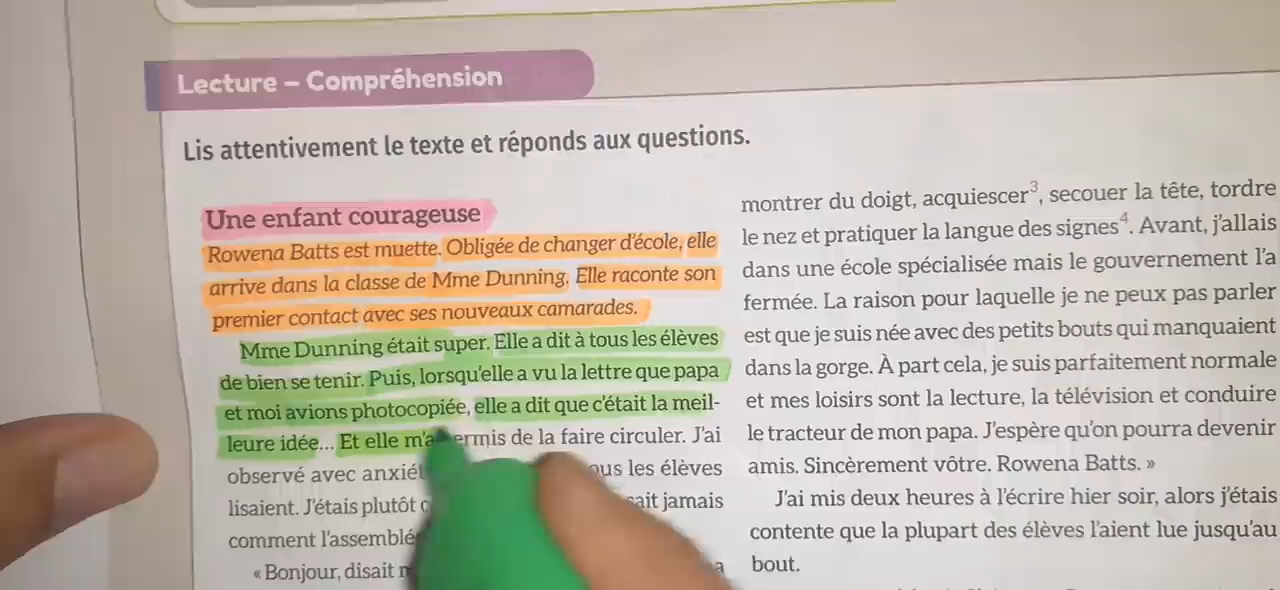 Lecture – Compréhension
Lis attentivement le texte et réponds aux questions.
Une enfant courageuse
Rowena Batts est muette. Obligée de changer d'école, elle
arrive dans la classe de Mme Dunning. Elle raconte son
premier contact avec ses nouveaux camarades.
Mme Dunning était super. Elle a dit à tous les élèves
de bien se tenir. Puis, lorsqu'elle a vu la lettre que papa
et moi avions photocopiée, elle a dit que c'était la meil-
leure idée... Et elle m'a de la faire circuler. J'ai
observé avec les élèves
lisaient. J'étais plutôt jamais
comment
« Bonjour, disait
montrer du doigt, acquiescer3, secouer la tête, tordre
le nez et pratiquer la langue des signes4. Avant, j'allais
dans une école spécialisée mais le gouvernement l'a
fermée. La raison pour laquelle je ne peux pas parler
est que je suis née avec des petits bouts qui manquaient
dans la gorge. À part cela, je suis parfaitement normale
et mes loisirs sont la lecture, la télévision et conduire
le tracteur de mon papa. J'espère qu'on pourra devenir
amis. Sincèrement vôtre. Rowena Batts. »
J'ai mis deux heures à l'écrire hier soir, alors j'étais
contente que la plupart des élèves l'aient lue jusqu'au
bout.